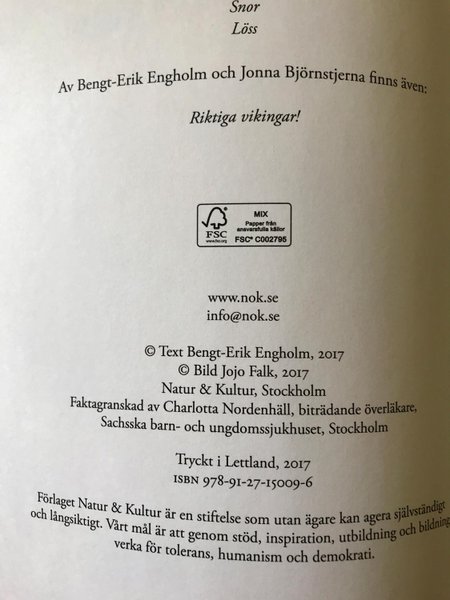 Snor
Löss
Av Bengt-Erik Engholm och Jonna Björnstjerna finns även:
Riktiga vikingar!
FSC
www.fsc.org
MIX
Papper från
ansvarsfulla källor
FSC® C002795
www.nok.se
info@nok.se
© Text Bengt-Erik Engholm, 2017
© Bild Jojo Falk, 2017
Natur & Kultur, Stockholm
Faktagranskad av Charlotta Nordenhäll, biträdande överläkare,
Sachsska barn- och ungdomssjukhuset, Stockholm
Tryckt i Lettland, 2017
ISBN 978-91-27-15009-6
Förlaget Natur & Kultur är en stiftelse som utan ägare kan agera självständigt
och långsiktigt. Vårt mål är att genom stöd, inspiration, utbildning och bildning
verka för tolerans, humanism och demokrati.